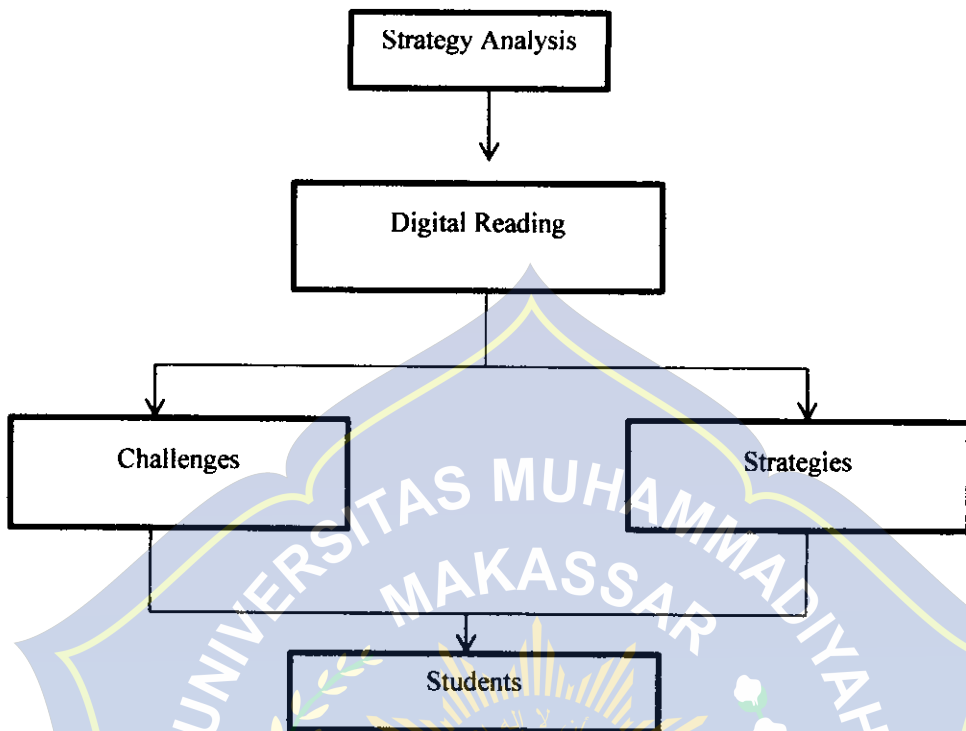 Strategy Analysis
Digital Reading
Challenges
Strategies
UNIVERSITAS MUHAMMADIYAH
MAKASSAR
Students